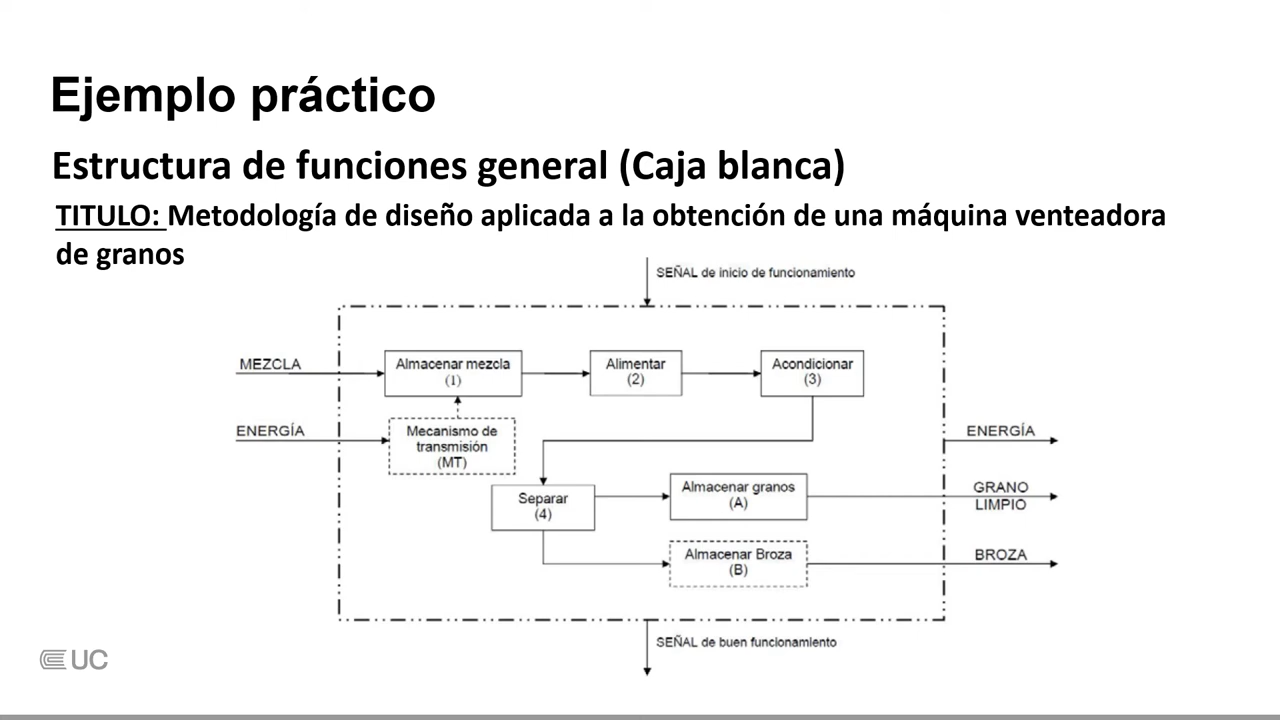 Ejemplo práctico
Estructura de funciones general (Caja blanca)
TITULO: Metodología de diseño aplicada a la obtención de una máquina venteadora
de granos
SEÑAL de inicio de funcionamiento
MEZCLA
Almacenar mezcla
(1)
Alimentar
(2)
Acondicionar
(3)
ENERGÍA
Mecanismo de
transmisión
(MT)
ENERGÍA
Separar
(4)
Almacenar granos
(A)
GRANO
LIMPIO
Almacenar Broza
(B)
BROZA
SEÑAL de buen funcionamiento
UC